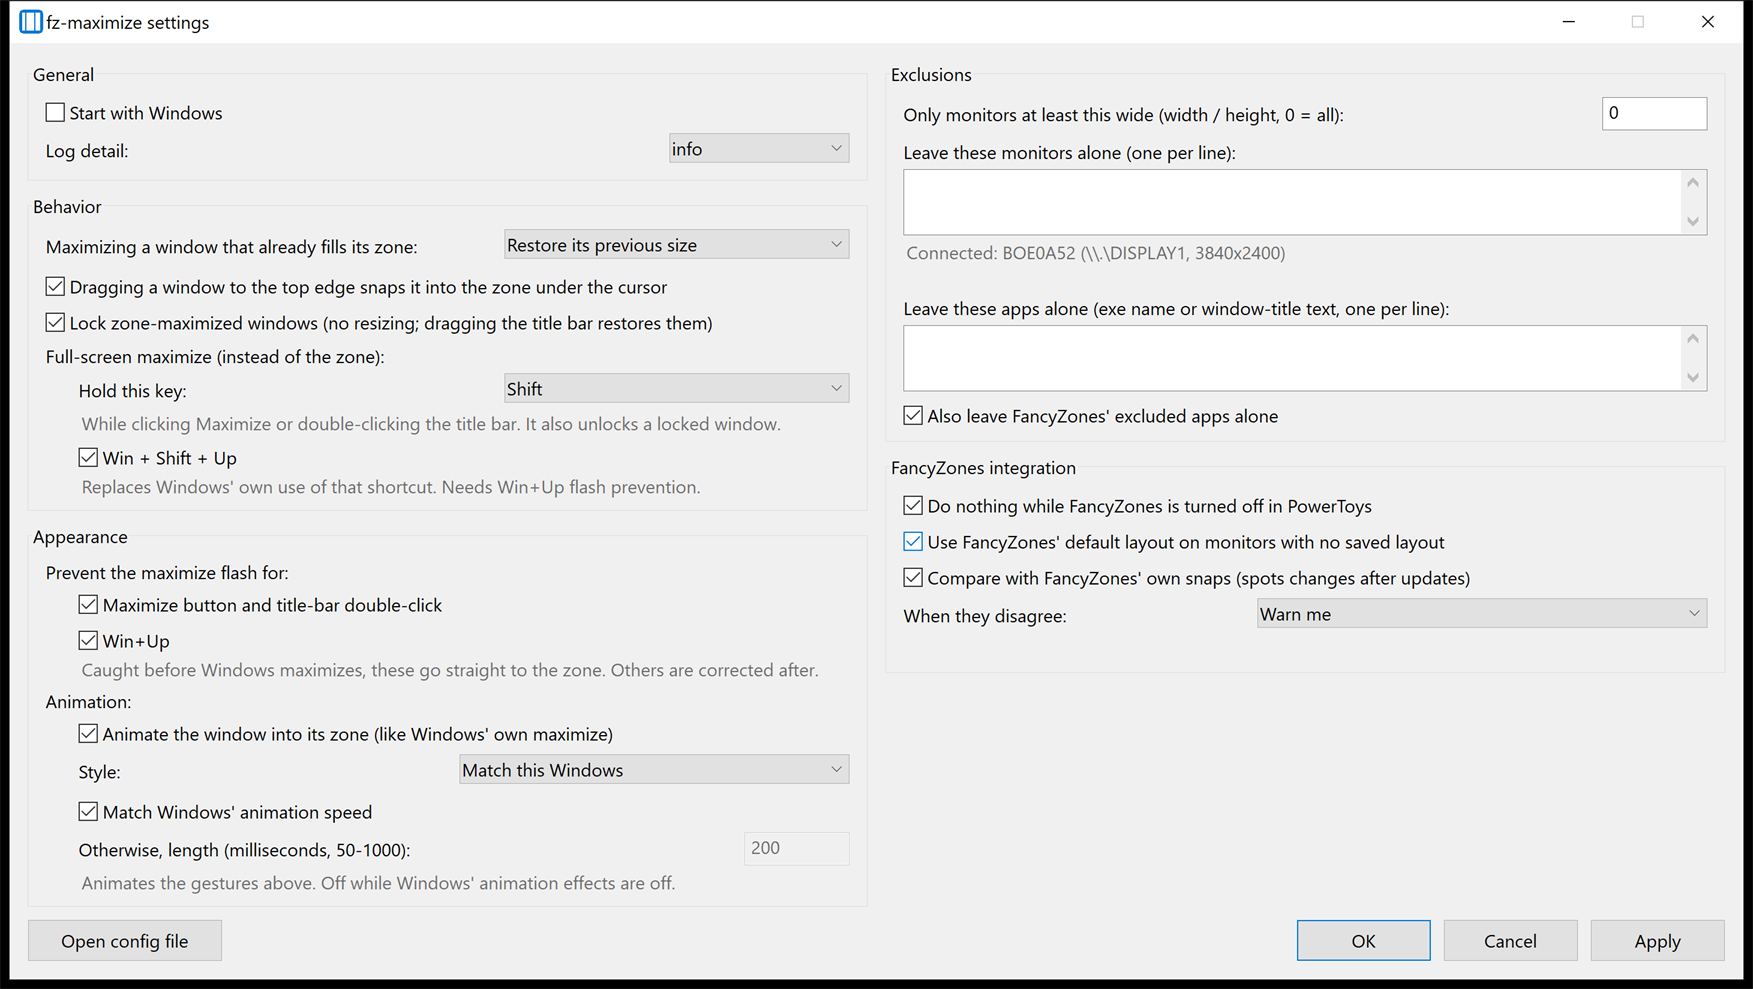 fz-maximize settings
General
Start with Windows
Log detail:
info
Behavior
Maximizing a window that already fills its zone:
Restore its previous size
Dragging a window to the top edge snaps it into the zone under the cursor
Lock zone-maximized windows (no resizing; dragging the title bar restores them)
Full-screen maximize (instead of the zone):
Hold this key:
Shift
While clicking Maximize or double-clicking the title bar. It also unlocks a locked window.
Win + Shift + Up
Replaces Windows' own use of that shortcut. Needs Win+Up flash prevention.
Appearance
Prevent the maximize flash for:
Maximize button and title-bar double-click
Win+Up
Caught before Windows maximizes, these go straight to the zone. Others are corrected after.
Animation:
Animate the window into its zone (like Windows' own maximize)
Style:
Match this Windows
Match Windows' animation speed
Otherwise, length (milliseconds, 50-1000):
200
Animates the gestures above. Off while Windows' animation effects are off.
Open config file
Exclusions
Only monitors at least this wide (width / height, 0 = all):
0
Leave these monitors alone (one per line):
Connected: BOE0A52 (\\.\DISPLAY1, 3840x2400)
Leave these apps alone (exe name or window-title text, one per line):
Also leave FancyZones' excluded apps alone
FancyZones integration
Do nothing while FancyZones is turned off in PowerToys
Use FancyZones' default layout on monitors with no saved layout
Compare with FancyZones' own snaps (spots changes after updates)
When they disagree:
Warn me
OK
Cancel
Apply